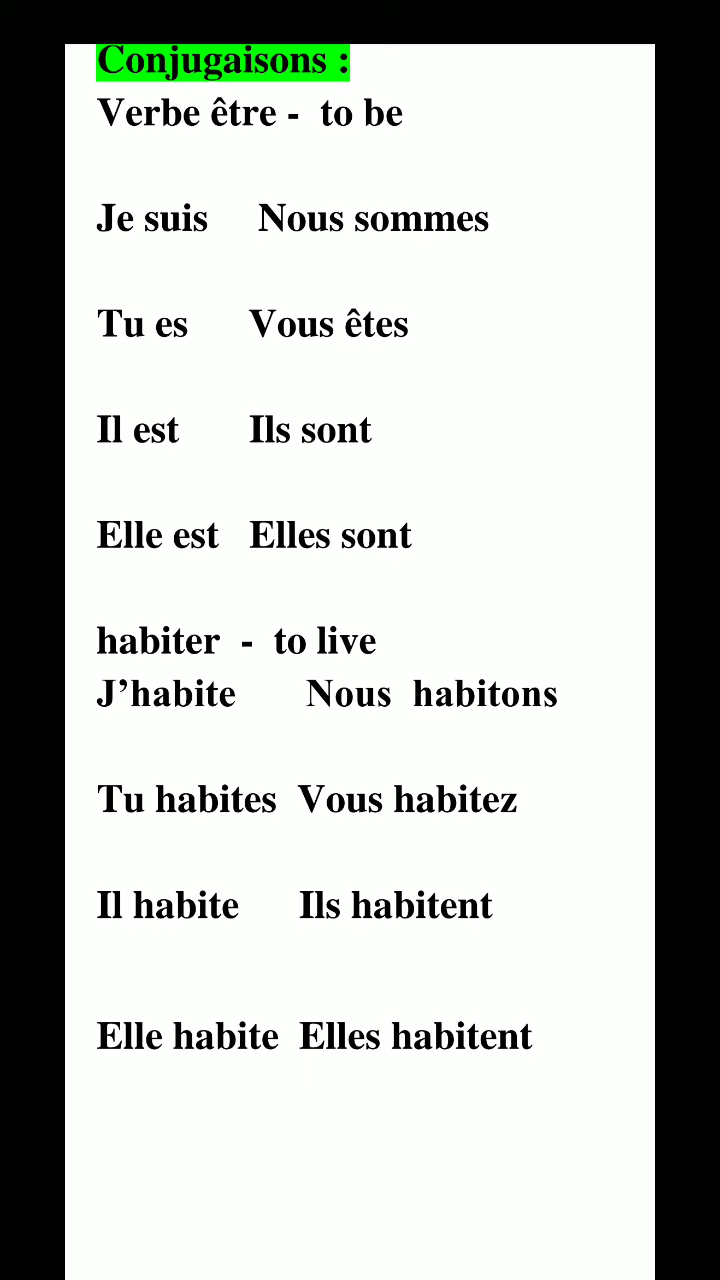 Conjugaisons :
Verbe être - to be
Je suis Nous sommes
Tu es Vous êtes
Il est Ils sont
Elle est Elles sont
habiter - to live
J’habite Nous habitons
Tu habites Vous habitez
Il habite Ils habitent
Elle habite Elles habitent